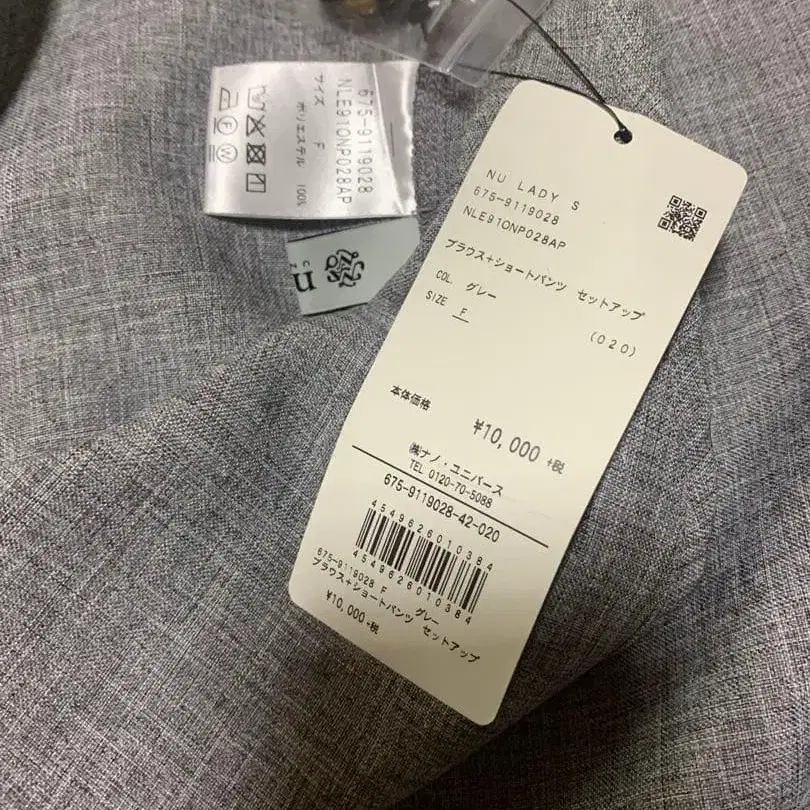 NU LADY S
675-9119028
NLE91ONP028AP
ブラウス+ショートパンツ セットアップ
COL. グレー
SIZE F
(020)
本体価格
¥10,000 +税
㈱ナノ・ユニバース
TEL 0120-70-5088
675-9119028-42-020
4549626010384
4549626010384
675-9119028 F グレー
ブラウス+ショートパンツ セットアップ
¥10,000 +税
675-9119028
NLE91ONP028AP
サイズ F
ポリエステル 100%